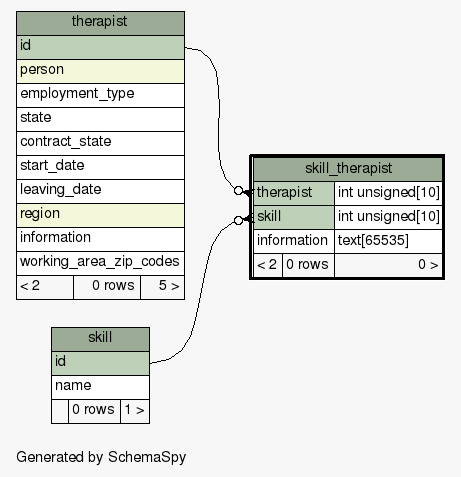 therapist
id
person
employment_type
state
contract_state
start_date
leaving_date
region
information
working_area_zip_codes
< 2 0 rows 5 >
skill_therapist
therapist int unsigned[10]
skill int unsigned[10]
information text[65535]
< 2 0 rows 0 >
skill
id
name
0 rows 1 >
Generated by SchemaSpy